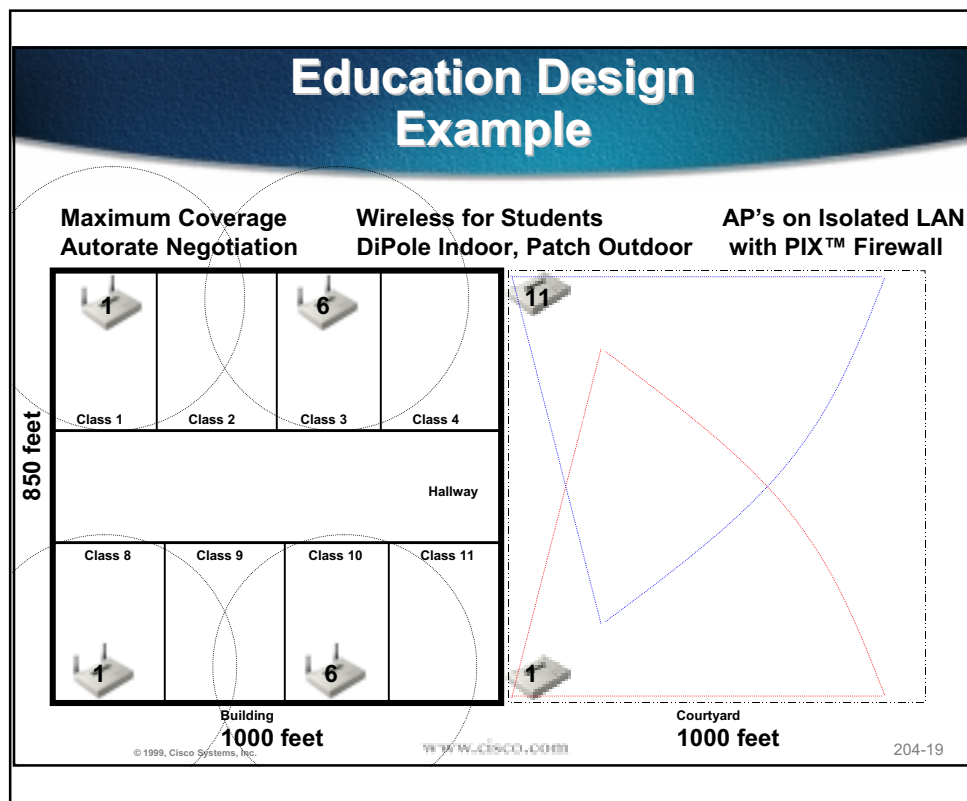 Education Design
Example
Maximum Coverage
Autorate Negotiation
Wireless for Students
DiPole Indoor, Patch Outdoor
AP's on Isolated LAN
with PIX™ Firewall
1
6
11
Class 1
Class 2
Class 3
Class 4
850 feet
Hallway
Class 8
Class 9
Class 10
Class 11
1
6
1
Building
1000 feet
Courtyard
1000 feet
© 1999, Cisco Systems, Inc.
www.cisco.com
204-19